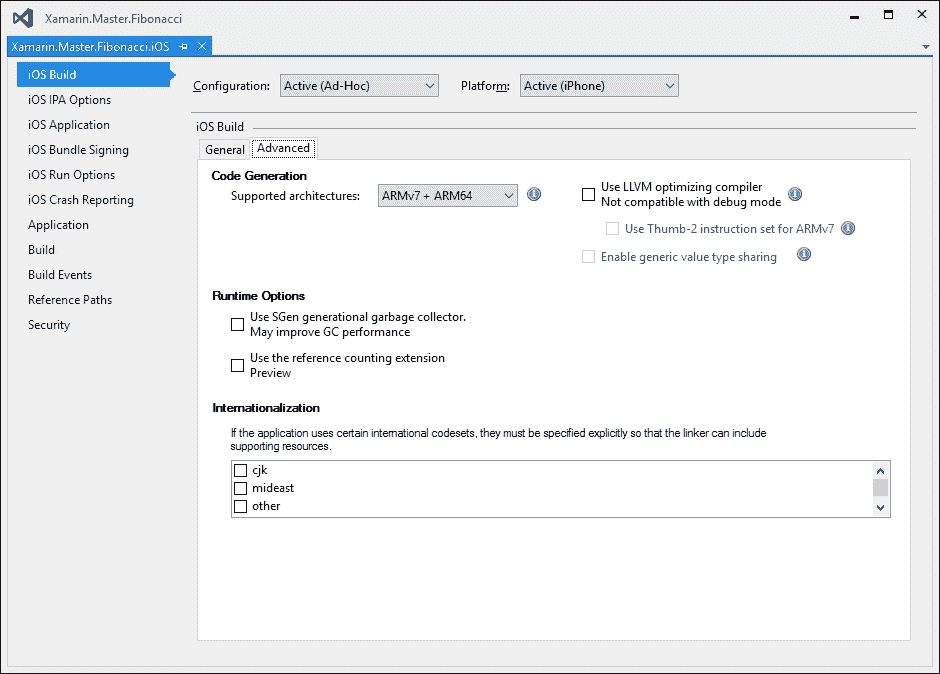 Xamarin.Master.Fibonacci
Xamarin.Master.Fibonacci.iOS
iOS Build
iOS IPA Options
iOS Application
iOS Bundle Signing
iOS Run Options
iOS Crash Reporting
Application
Build
Build Events
Reference Paths
Security
Configuration: Active (Ad-Hoc) Platform: Active (iPhone)
iOS Build
General Advanced
Code Generation
Supported architectures: ARMv7 + ARM64
Use LLVM optimizing compiler
Not compatible with debug mode
Use Thumb-2 instruction set for ARMv7
Enable generic value type sharing
Runtime Options
Use SGen generational garbage collector.
May improve GC performance
Use the reference counting extension
Preview
Internationalization
If the application uses certain international codesets, they must be specified explicitly so that the linker can include
supporting resources.
cjk
mideast
other